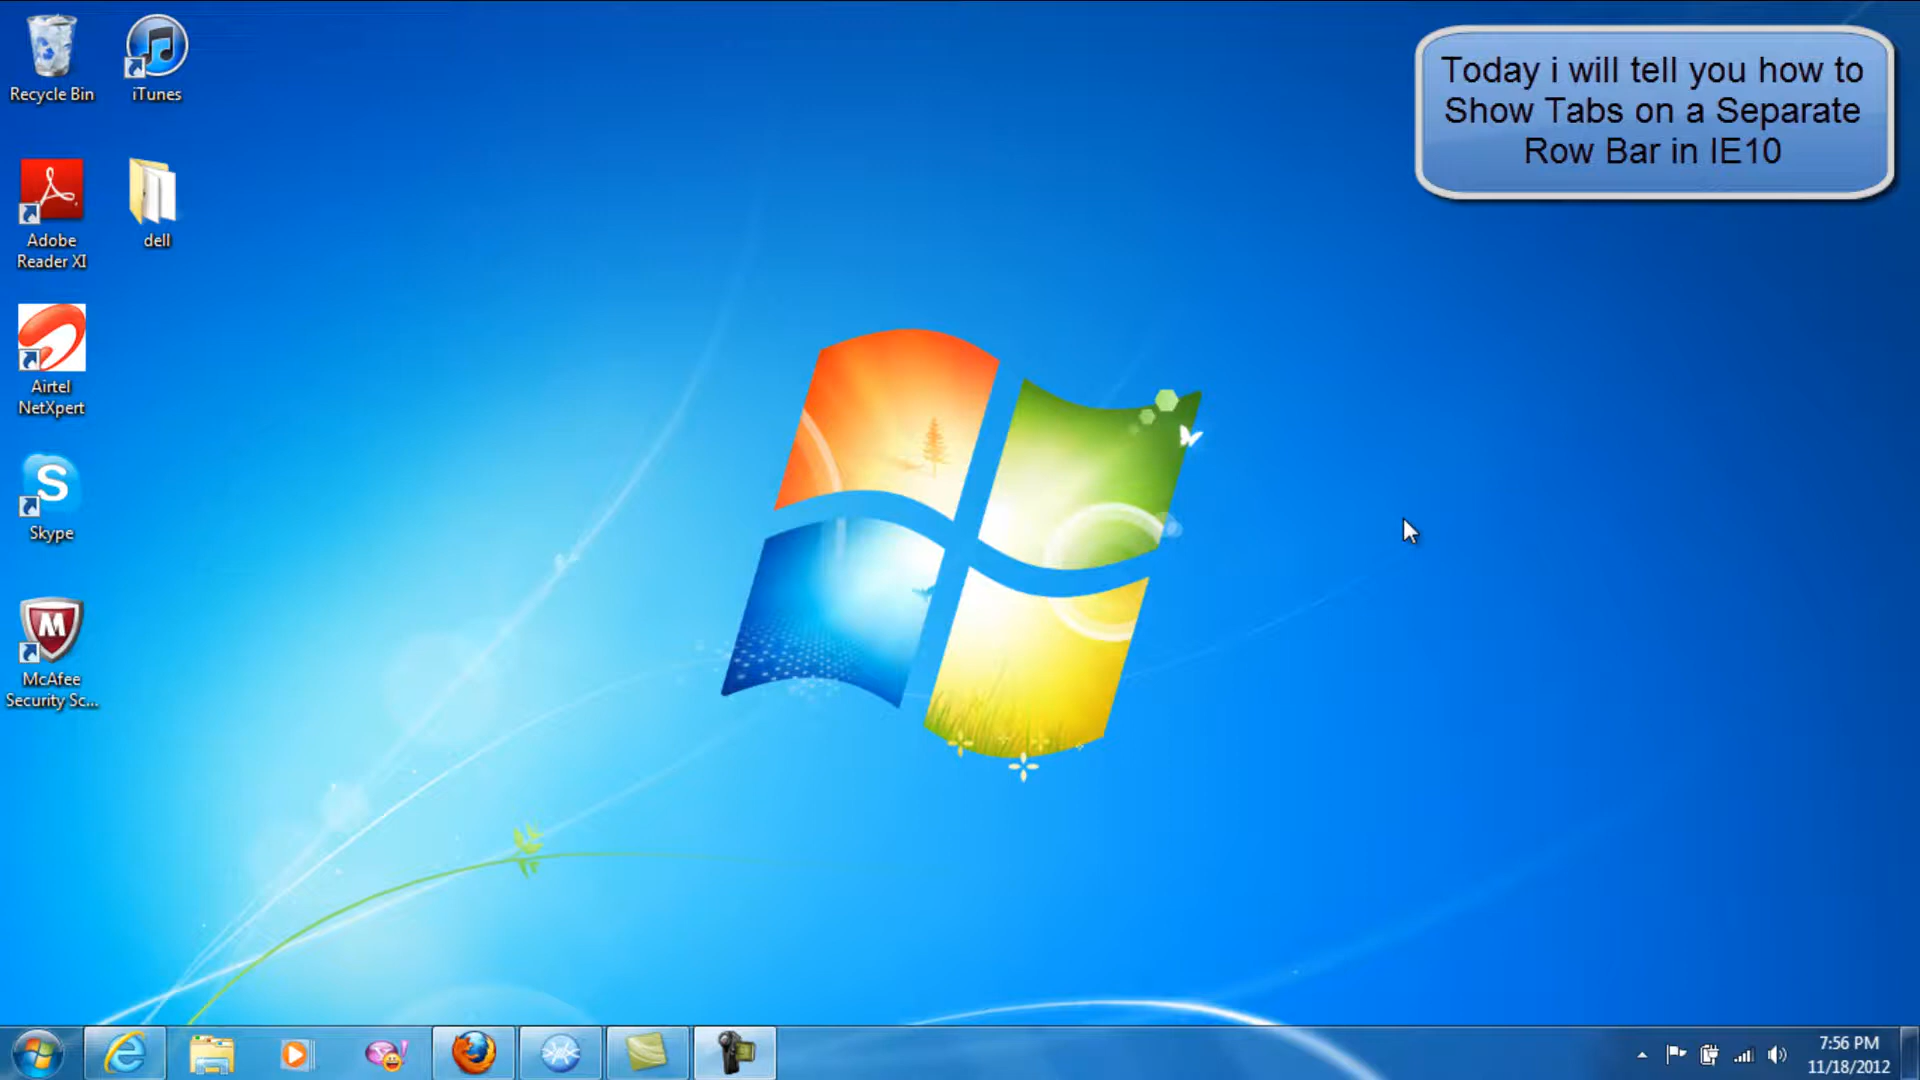 Today i will tell you how to
Show Tabs on a Separate
Row Bar in IE10
Recycle Bin
iTunes
Adobe
Reader XI
dell
Airtel
NetXpert
S
Skype
M
McAfee
Security Sc...
7:56 PM
11/18/2012